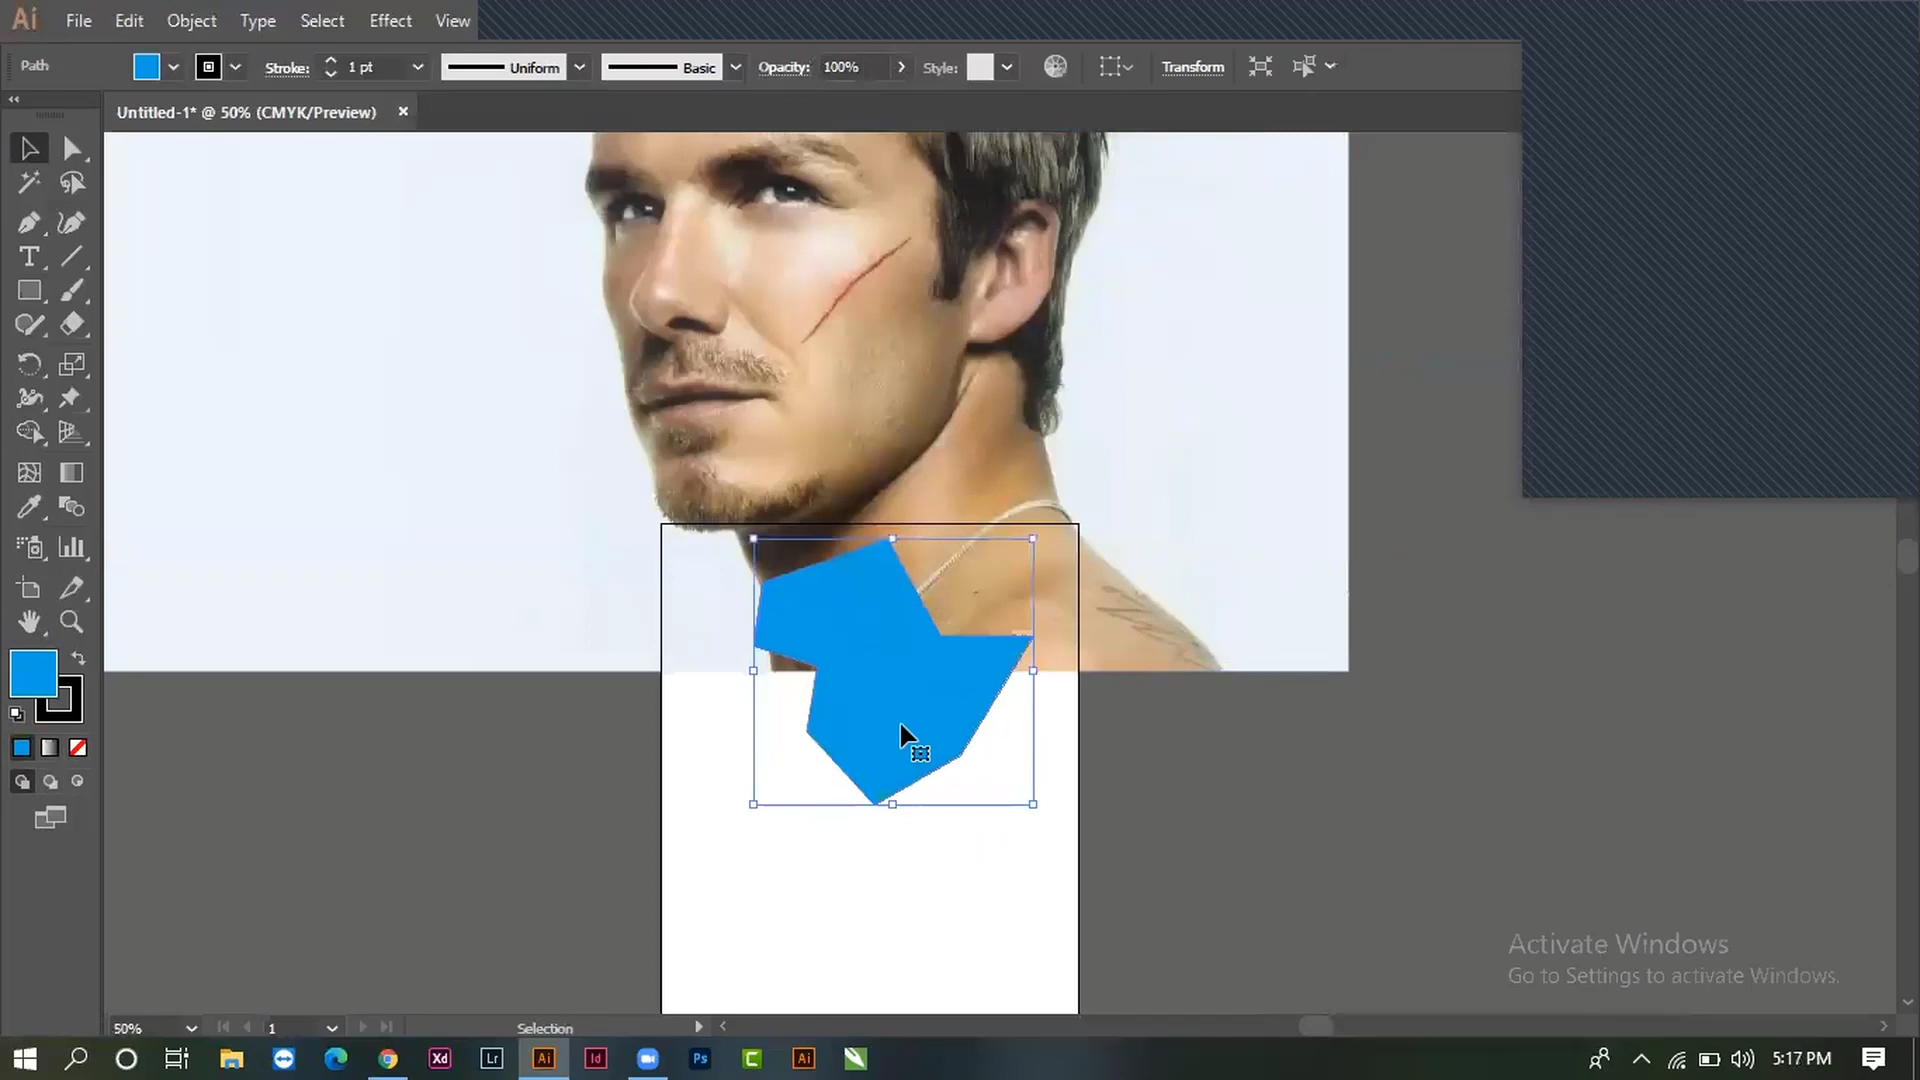 Ai File Edit Object Type Select Effect View
Path Stroke: 1 pt Uniform Basic Opacity: 100% Style: Transform
Untitled-1* @ 50% (CMYK/Preview) ×
T
Activate Windows
Go to Settings to activate Windows.
50% 1 Selection
Xd Lr Ai Id Ps C Ai 5:17 PM